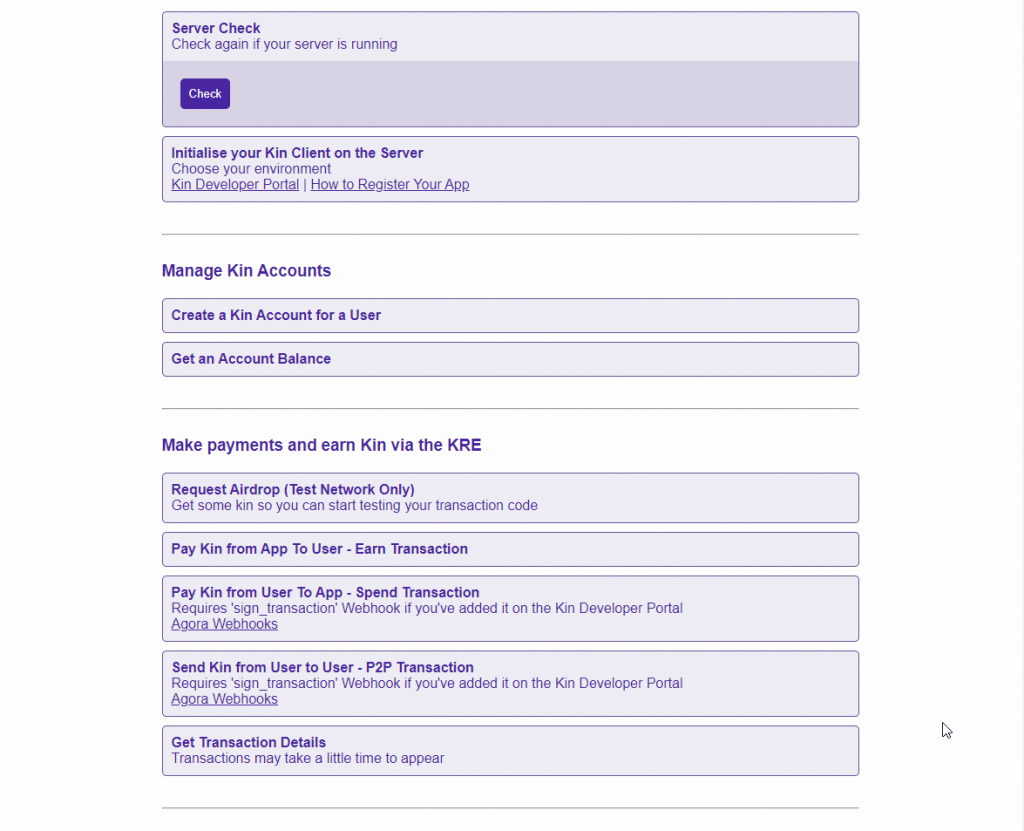 Server Check
Check again if your server is running
Check
Initialise your Kin Client on the Server
Choose your environment
Kin Developer Portal | How to Register Your App
Manage Kin Accounts
Create a Kin Account for a User
Get an Account Balance
Make payments and earn Kin via the KRE
Request Airdrop (Test Network Only)
Get some kin so you can start testing your transaction code
Pay Kin from App To User - Earn Transaction
Pay Kin from User To App - Spend Transaction
Requires 'sign_transaction' Webhook if you've added it on the Kin Developer Portal
Agora Webhooks
Send Kin from User to User - P2P Transaction
Requires 'sign_transaction' Webhook if you've added it on the Kin Developer Portal
Agora Webhooks
Get Transaction Details
Transactions may take a little time to appear